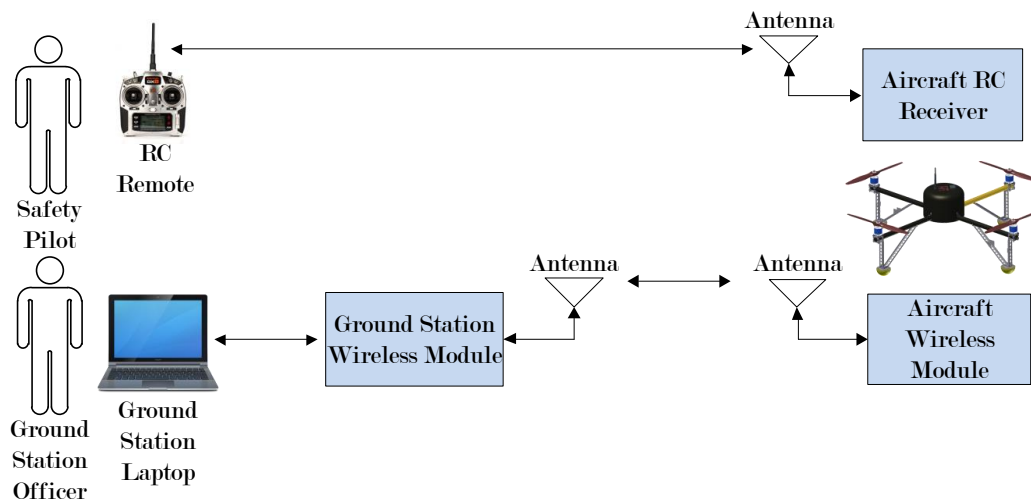 Antenna
Aircraft RC
Receiver
RC
Remote
Safety
Pilot
Antenna
Antenna
Ground Station
Wireless Module
Aircraft
Wireless
Module
Ground
Station
Laptop
Ground
Station
Officer